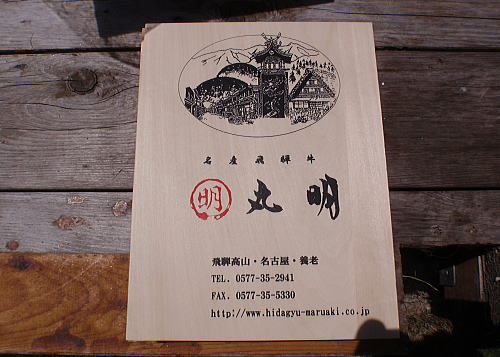 名産飛騨牛
明 丸明
飛騨高山・名古屋・養老
TEL. 0577-35-2941
FAX. 0577-35-5330
http://www.hidagyu-maruaki.co.jp